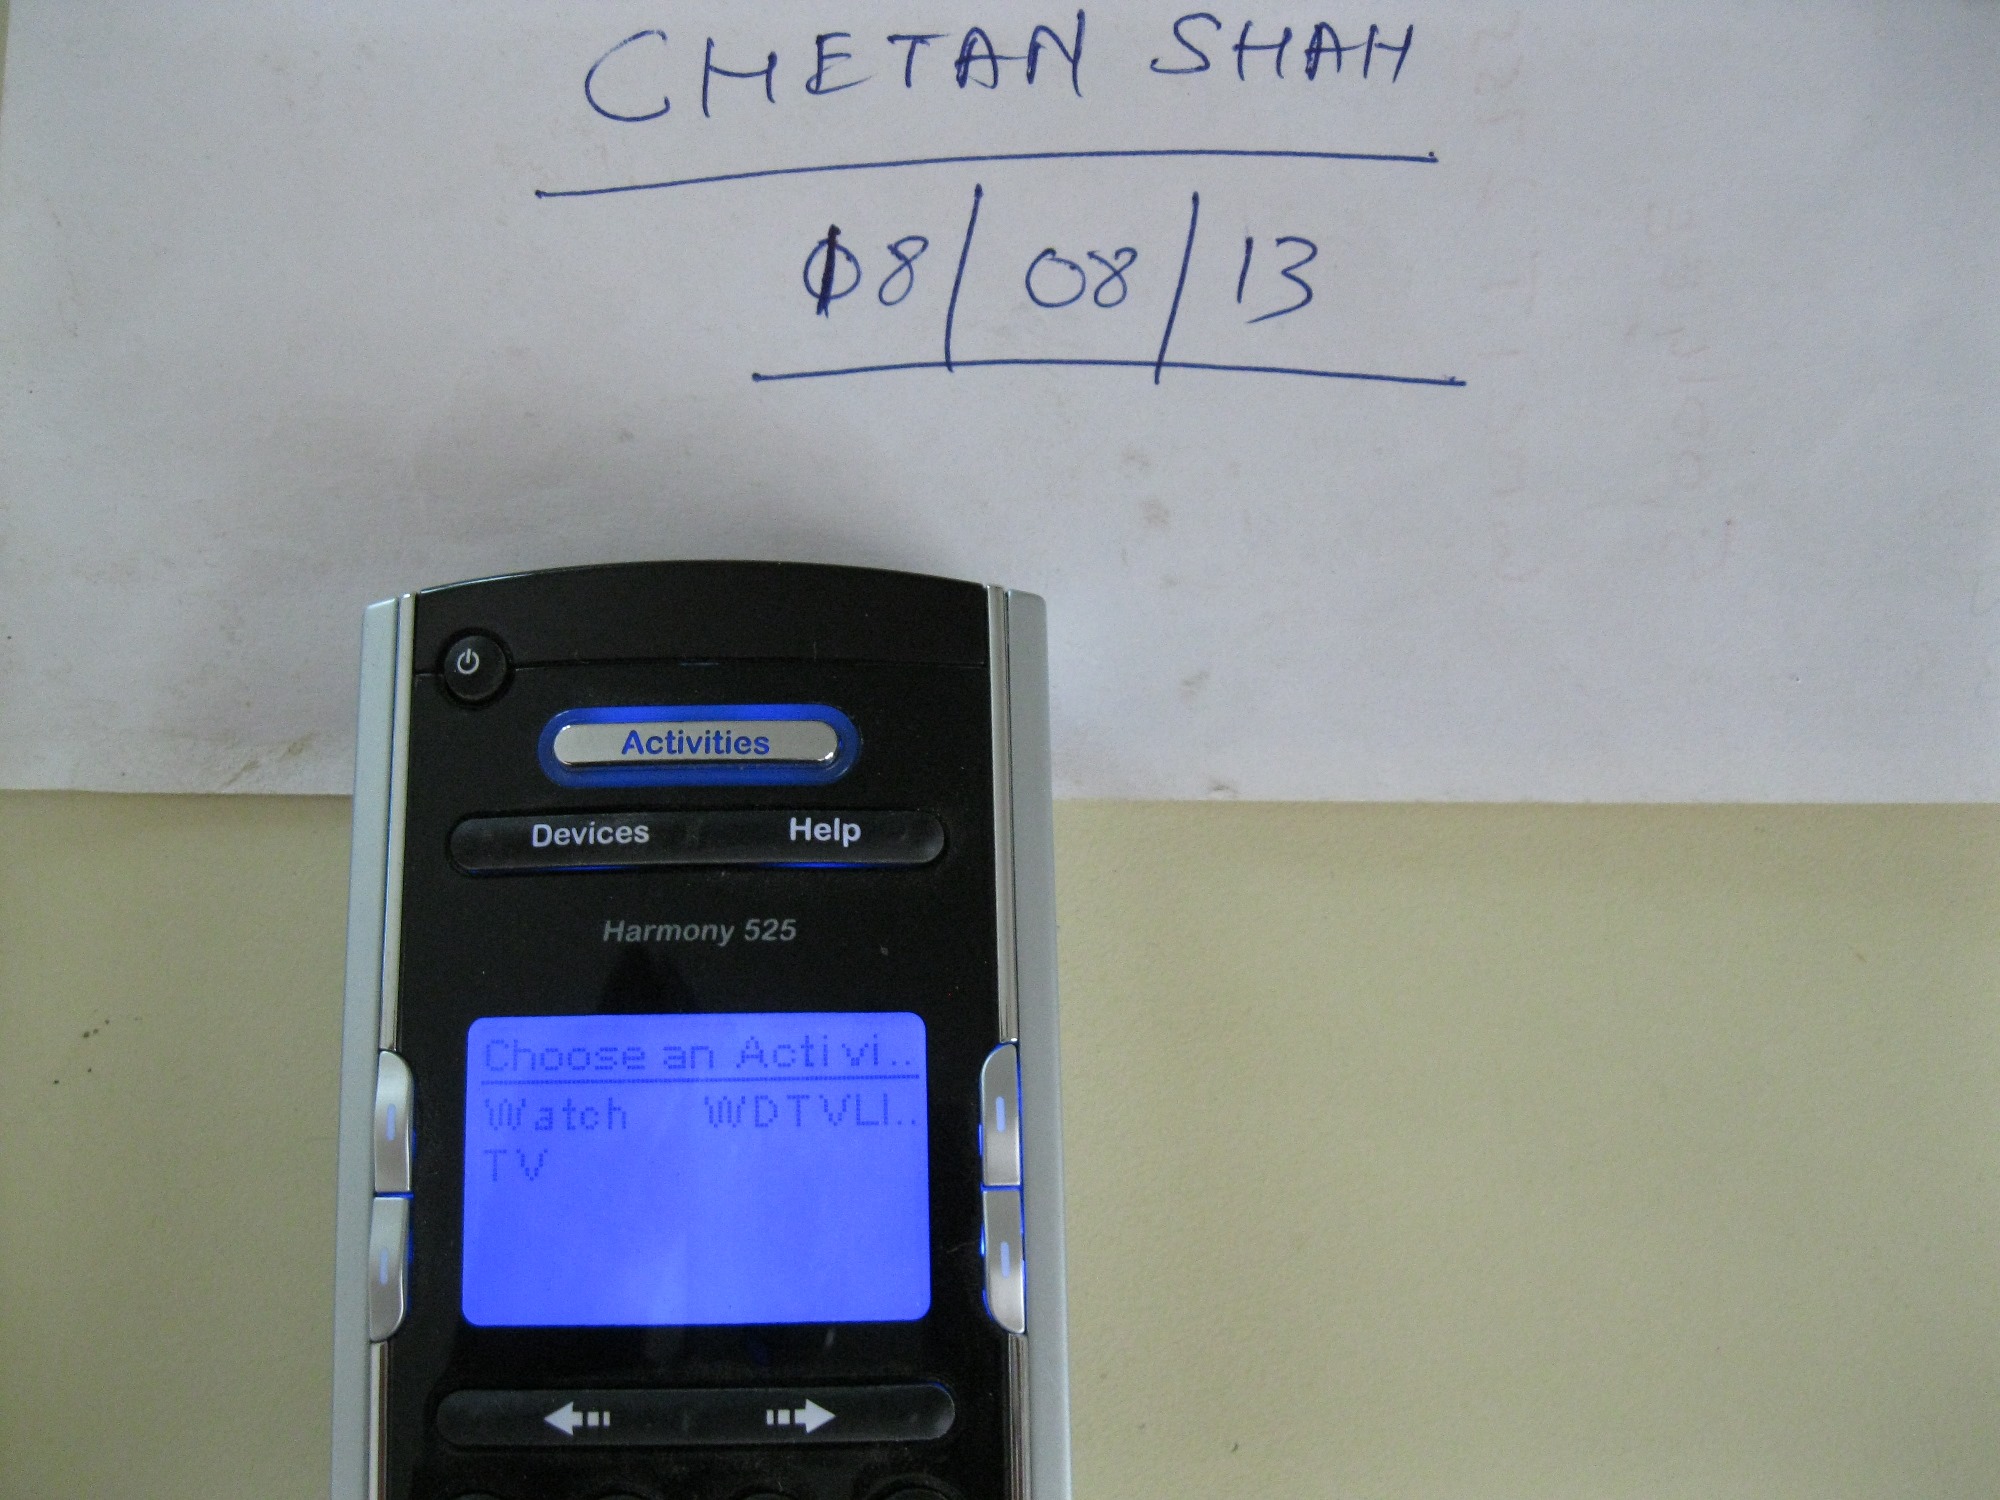 CHETAN SHAH
08/08/13
Activities
Devices Help
Harmony 525
Choose an Activi..
Watch WDTVLI..
TV